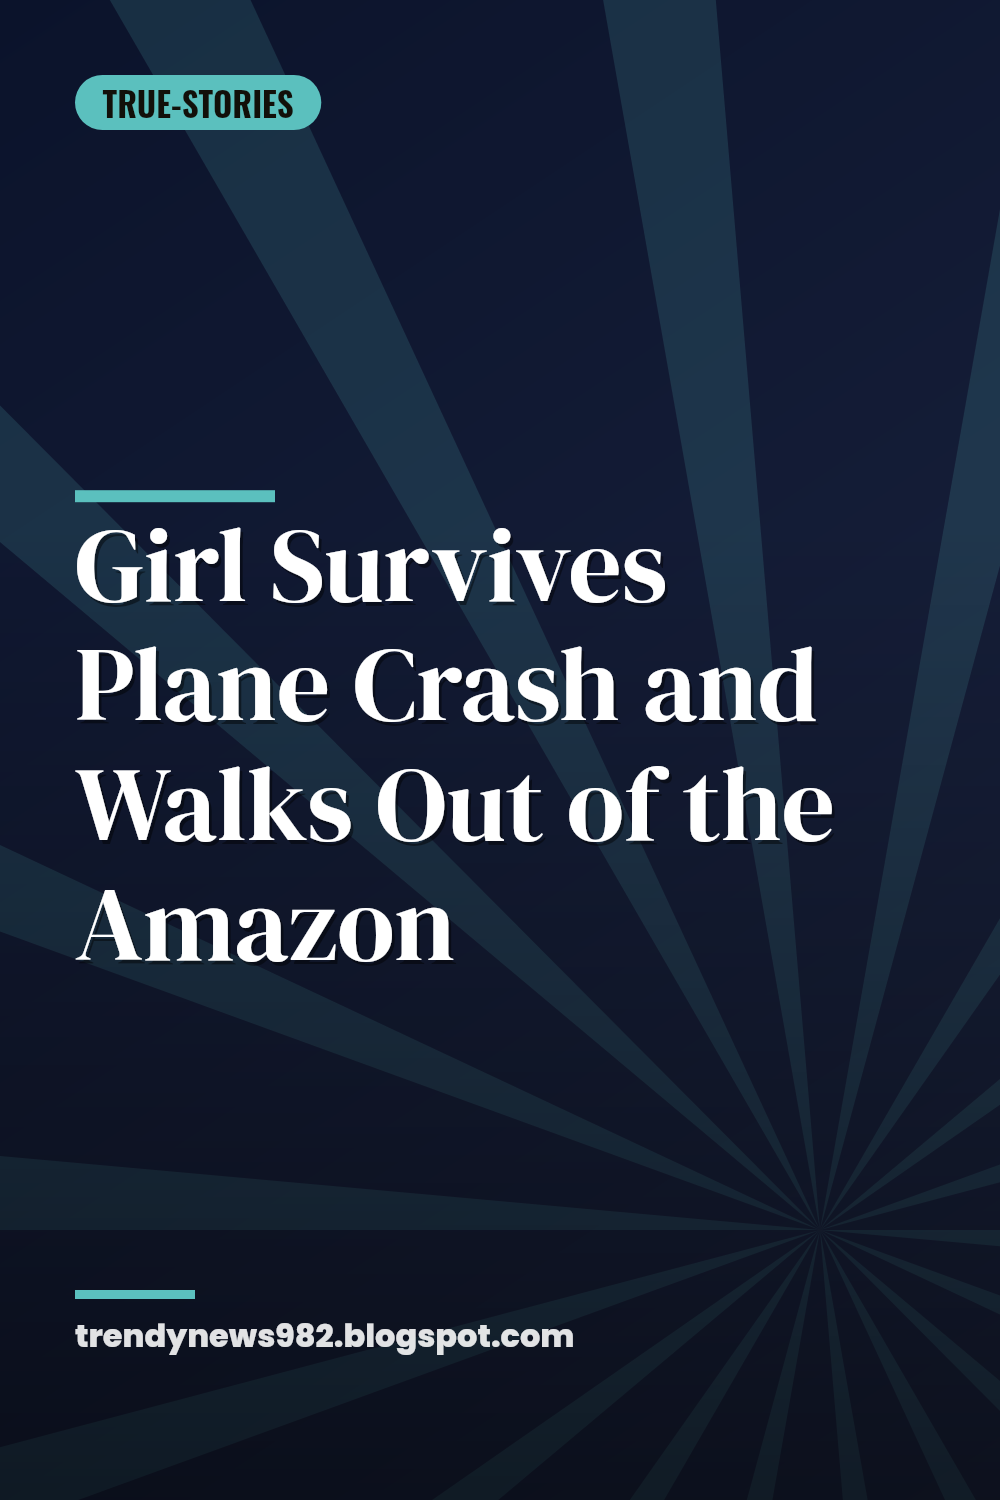 TRUE-STORIES
Girl Survives
Plane Crash and
Walks Out of the
Amazon
trendynews982.blogspot.com